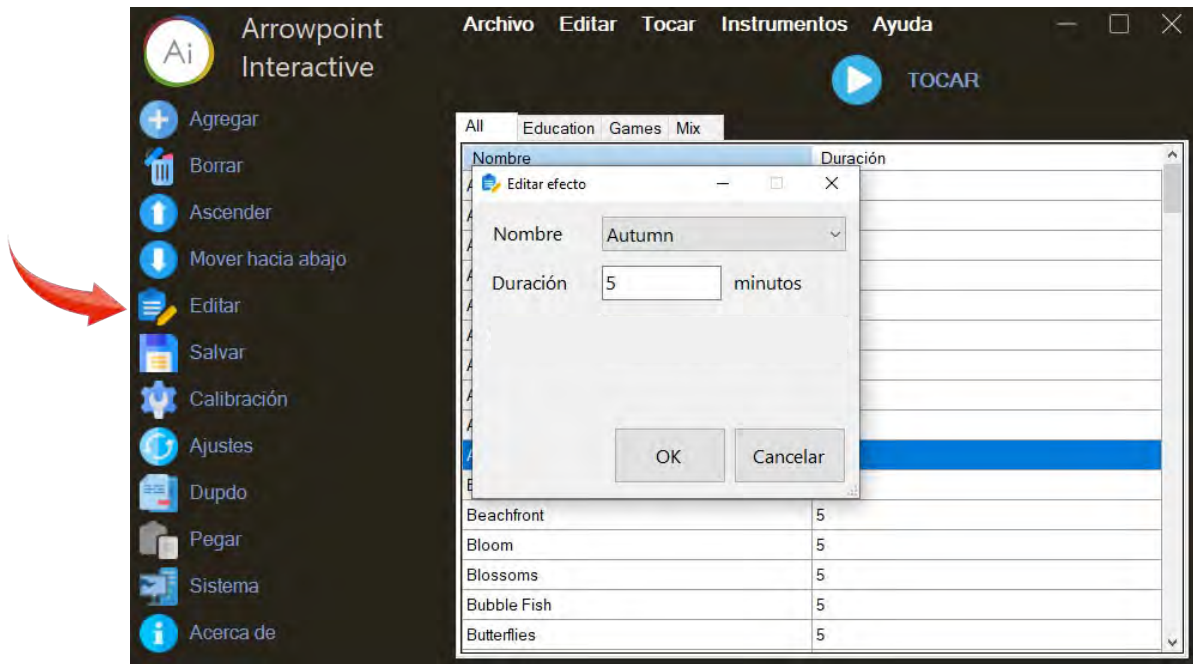 Ai
Arrowpoint
Interactive
Archivo Editar Tocar Instrumentos Ayuda
TOCAR
Agregar
Borrar
Ascender
Mover hacia abajo
Editar
Salvar
Calibración
Ajustes
Dupdo
Pegar
Sistema
Acerca de
All Education Games Mix
Nombre Duración
Editar efecto
Nombre Autumn
Duración 5 minutos
OK Cancelar
Beachfront 5
Bloom 5
Blossoms 5
Bubble Fish 5
Butterflies 5